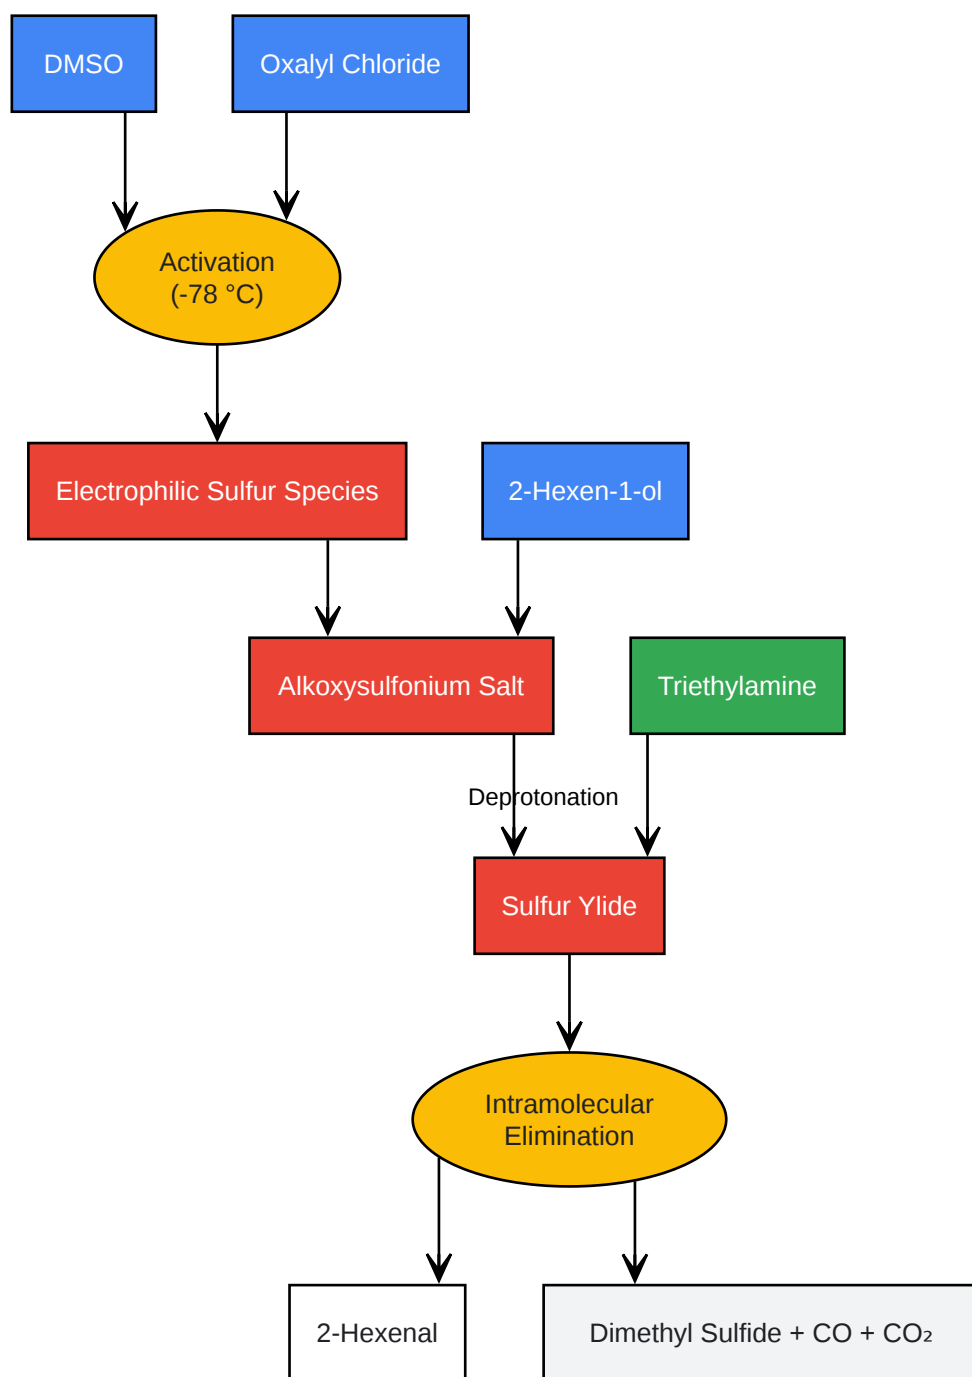 DMSO
Oxalyl Chloride
Activation
(-78 °C)
Electrophilic Sulfur Species
2-Hexen-1-ol
Alkoxysulfonium Salt
Triethylamine
Deprotonation
Sulfur Ylide
Intramolecular
Elimination
2-Hexenal
Dimethyl Sulfide + CO + CO₂